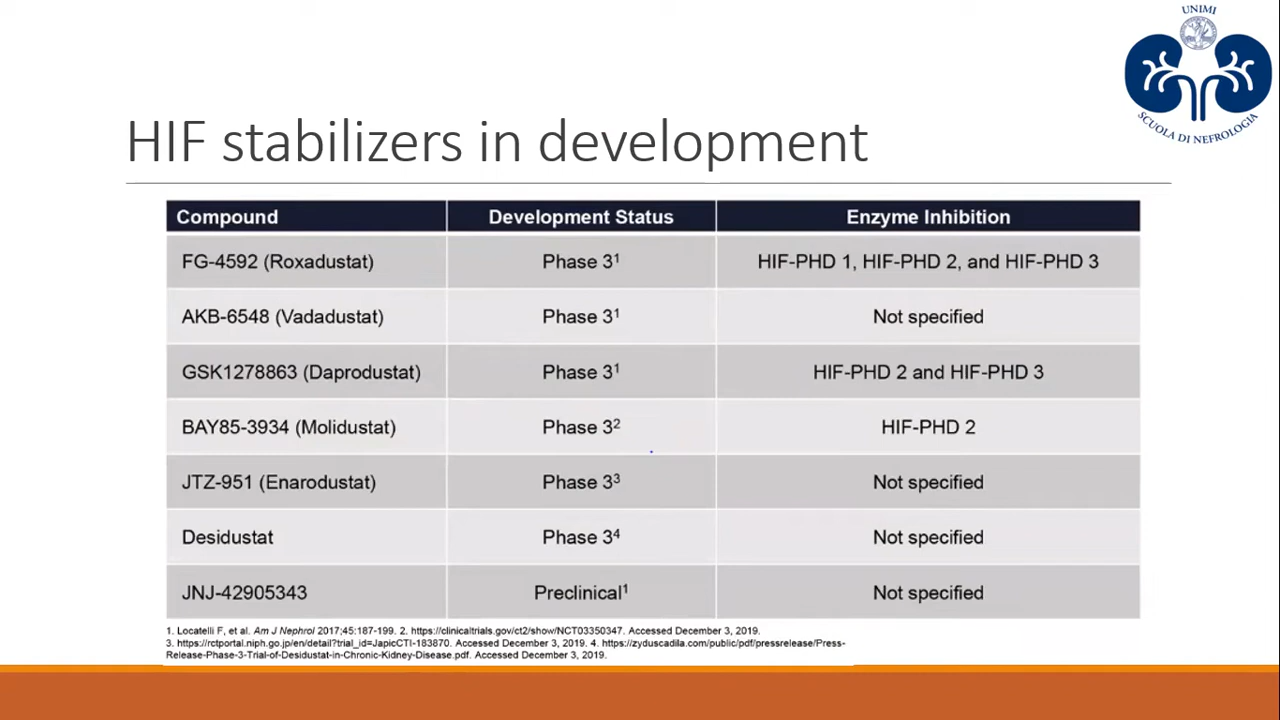 UNIMI
SCUOLA DI NEFROLOGIA
HIF stabilizers in development
Compound Development Status Enzyme Inhibition
FG-4592 (Roxadustat) Phase 3¹ HIF-PHD 1, HIF-PHD 2, and HIF-PHD 3
AKB-6548 (Vadadustat) Phase 3¹ Not specified
GSK1278863 (Daprodustat) Phase 3¹ HIF-PHD 2 and HIF-PHD 3
BAY85-3934 (Molidustat) Phase 3² HIF-PHD 2
JTZ-951 (Enarodustat) Phase 3³ Not specified
Desidustat Phase 3⁴ Not specified
JNJ-42905343 Preclinical¹ Not specified
1. Locatelli F, et al. Am J Nephrol 2017;45:187-199. 2. https://clinicaltrials.gov/ct2/show/NCT03350347. Accessed December 3, 2019.
3. https://rctportal.niph.go.jp/en/detail?trial_id=JapicCTI-183870. Accessed December 3, 2019. 4. https://zyduscadila.com/public/pdf/pressrelease/Press-
Release-Phase-3-Trial-of-Desidustat-in-Chronic-Kidney-Disease.pdf. Accessed December 3, 2019.